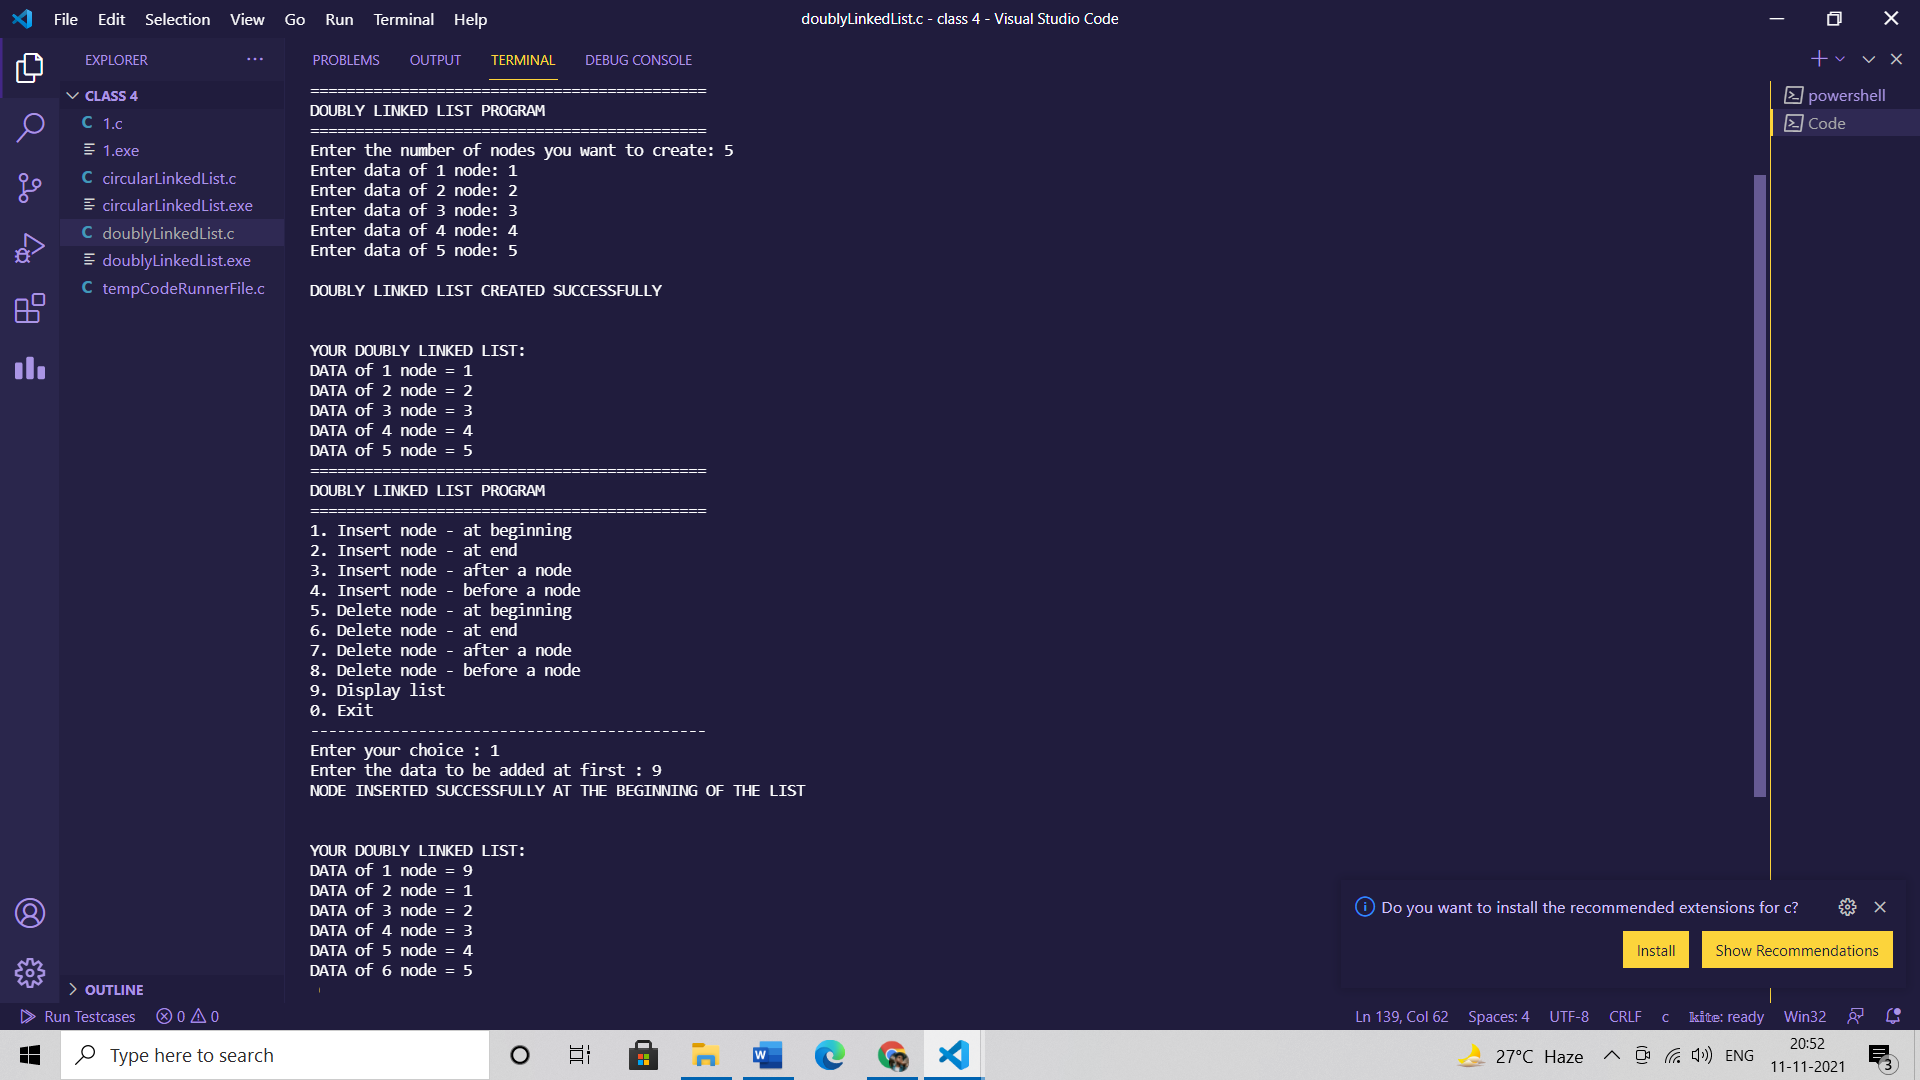 File Edit Selection View Go Run Terminal Help
doublyLinkedList.c - class 4 - Visual Studio Code
EXPLORER
CLASS 4
1.c
1.exe
circularLinkedList.c
circularLinkedList.exe
doublyLinkedList.c
doublyLinkedList.exe
tempCodeRunnerFile.c
OUTLINE
PROBLEMS OUTPUT TERMINAL DEBUG CONSOLE
============================================
DOUBLY LINKED LIST PROGRAM
============================================
Enter the number of nodes you want to create: 5
Enter data of 1 node: 1
Enter data of 2 node: 2
Enter data of 3 node: 3
Enter data of 4 node: 4
Enter data of 5 node: 5
DOUBLY LINKED LIST CREATED SUCCESSFULLY
YOUR DOUBLY LINKED LIST:
DATA of 1 node = 1
DATA of 2 node = 2
DATA of 3 node = 3
DATA of 4 node = 4
DATA of 5 node = 5
============================================
DOUBLY LINKED LIST PROGRAM
============================================
1. Insert node - at beginning
2. Insert node - at end
3. Insert node - after a node
4. Insert node - before a node
5. Delete node - at beginning
6. Delete node - at end
7. Delete node - after a node
8. Delete node - before a node
9. Display list
0. Exit
--------------------------------------------
Enter your choice : 1
Enter the data to be added at first : 9
NODE INSERTED SUCCESSFULLY AT THE BEGINNING OF THE LIST
YOUR DOUBLY LINKED LIST:
DATA of 1 node = 9
DATA of 2 node = 1
DATA of 3 node = 2
DATA of 4 node = 3
DATA of 5 node = 4
DATA of 6 node = 5
powershell
Code
Do you want to install the recommended extensions for c?
Install Show Recommendations
Run Testcases 0 0
Ln 139, Col 62 Spaces: 4 UTF-8 CRLF c kite: ready Win32
Type here to search
27°C Haze
ENG
20:52
11-11-2021
3